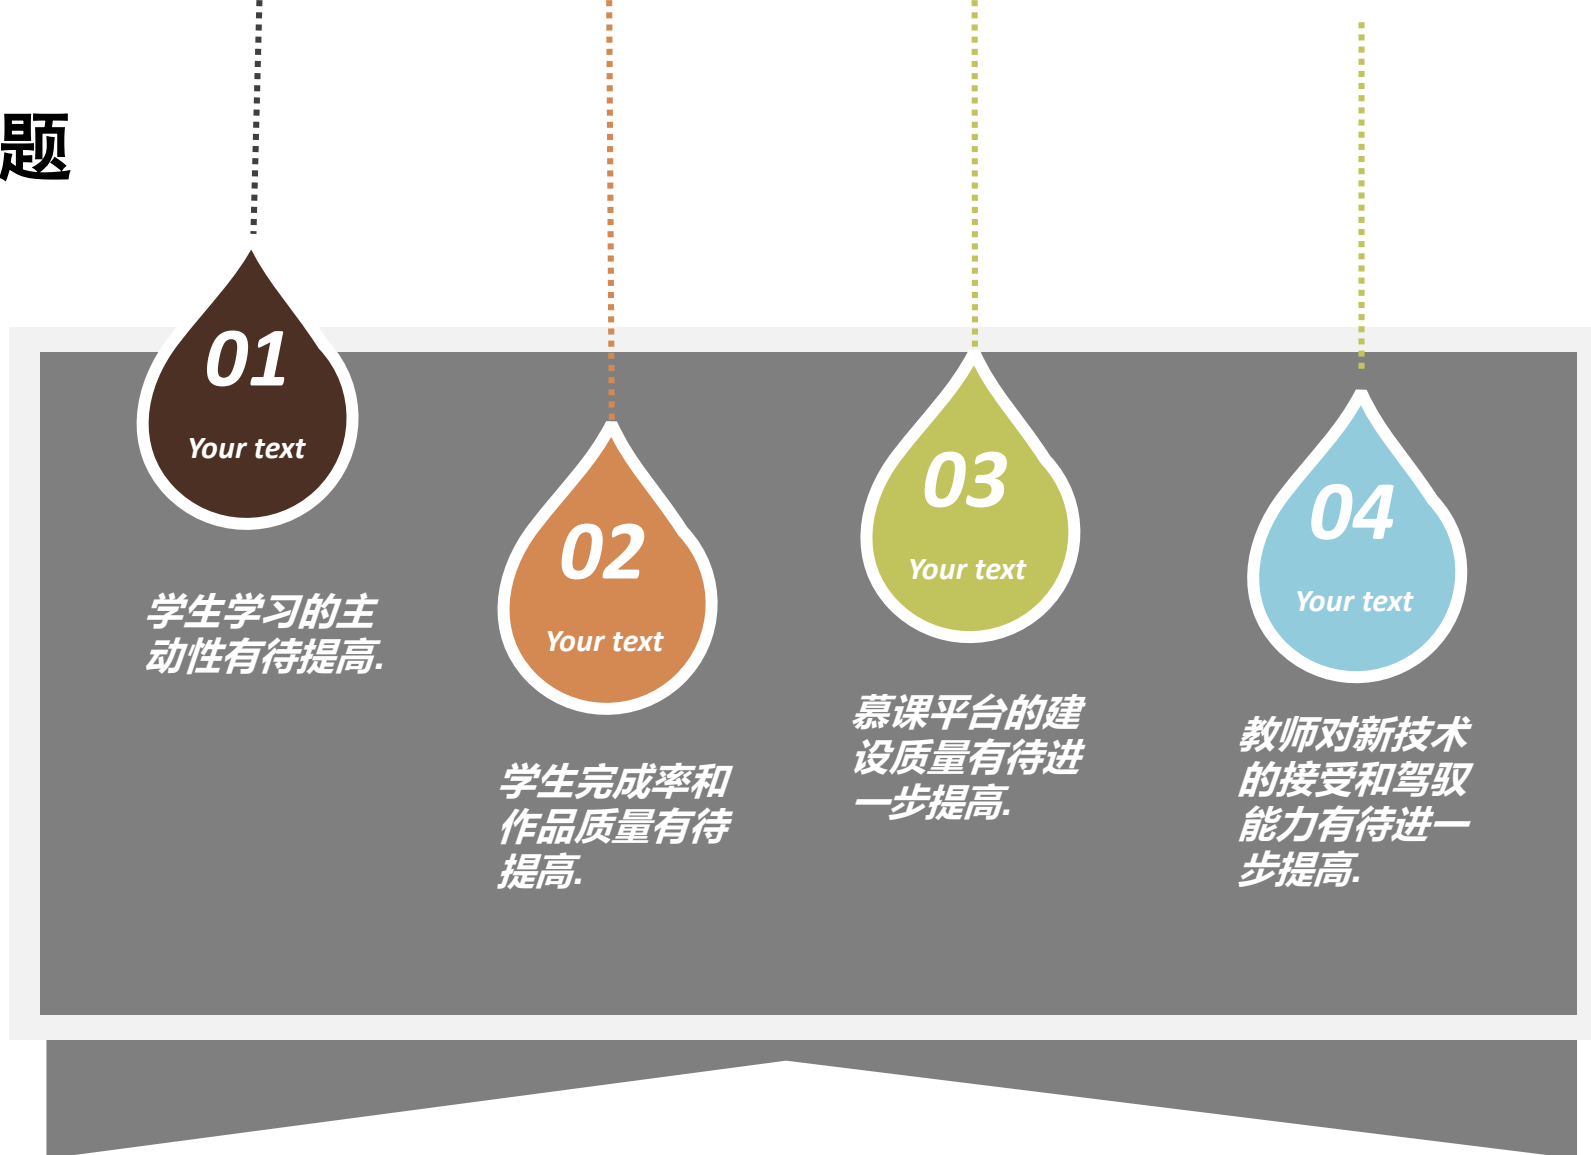 题
01
Your text
学生学习的主
动性有待提高.
02
Your text
学生完成率和
作品质量有待
提高.
03
Your text
慕课平台的建
设质量有待进
一步提高.
04
Your text
教师对新技术
的接受和驾驭
能力有待进一
步提高.